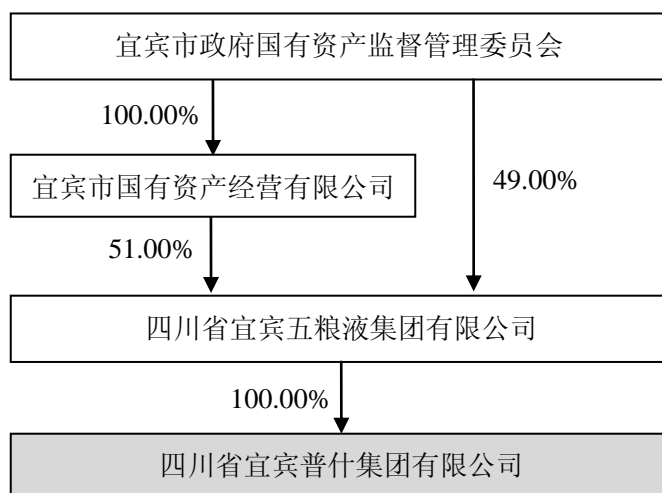 宜宾市政府国有资产监督管理委员会
100.00%
宜宾市国有资产经营有限公司
49.00%
51.00%
四川省宜宾五粮液集团有限公司
100.00%
四川省宜宾普什集团有限公司